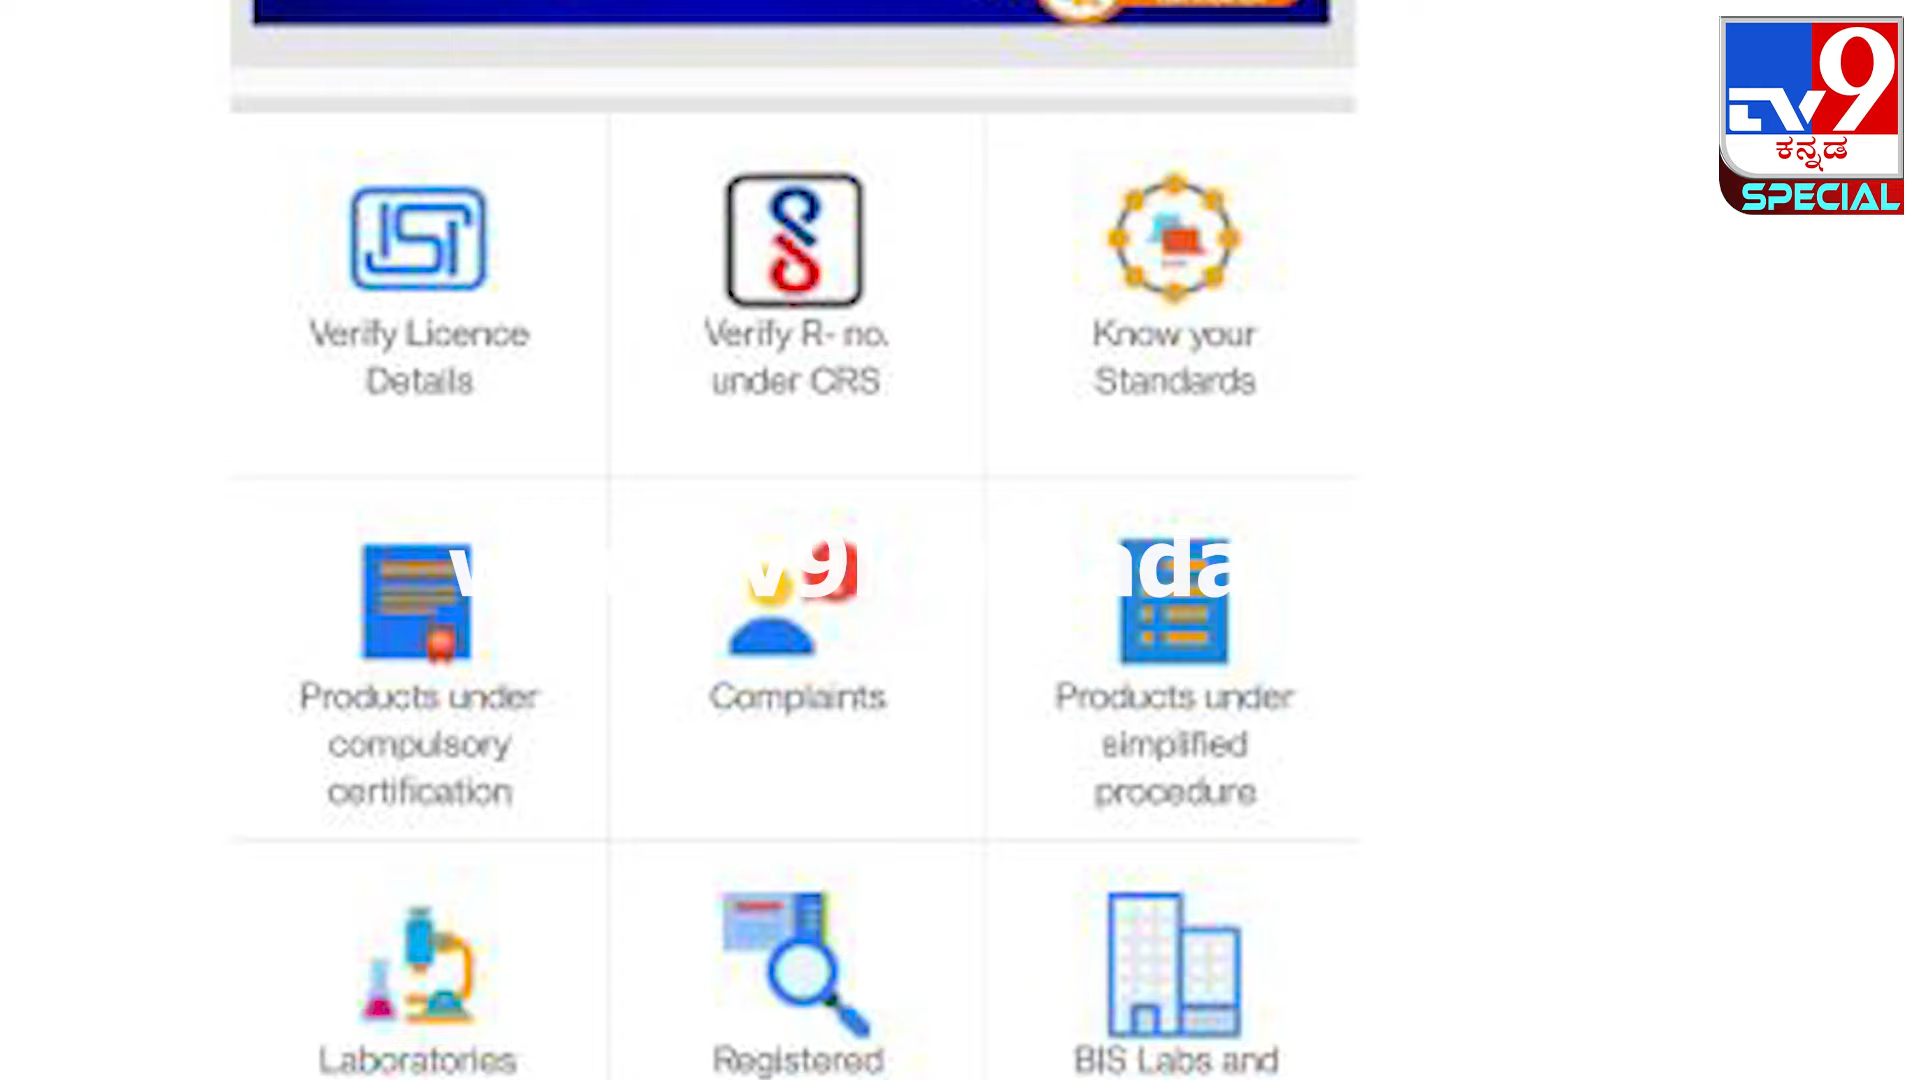 TV9
ಕನ್ನಡ
SPECIAL
ISI
Verify Licence
Details
Verify R- no.
under CRS
Know your
Standards
Products under
compulsory
certification
Complaints
Products under
simplified
procedure
Laboratories
Registered
BIS Labs and